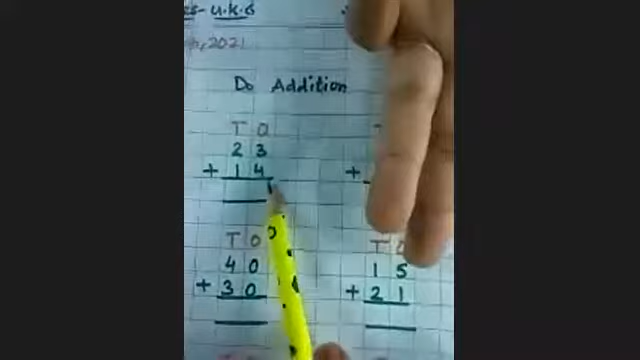 U.K.G
2021
Do Addition
T O
2 3
+ 1 4
+
T O
4 0
+ 3 0
T
1 5
+ 2 1